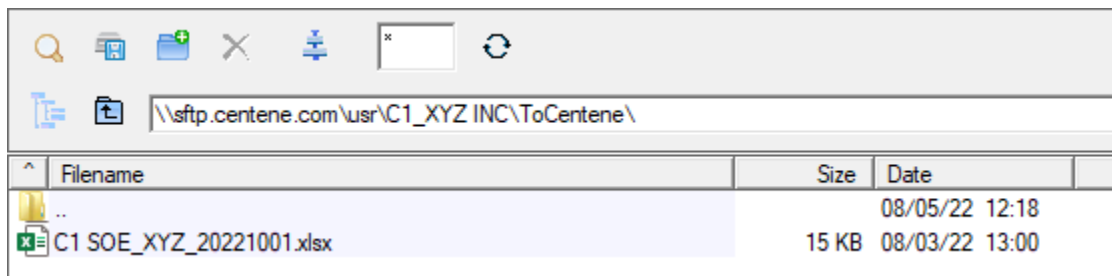 *
\\sftp.centene.com\usr\C1_XYZ INC\ToCentene\
^ Filename Size Date
.. 08/05/22 12:18
C1 SOE_XYZ_20221001.xlsx 15 KB 08/03/22 13:00